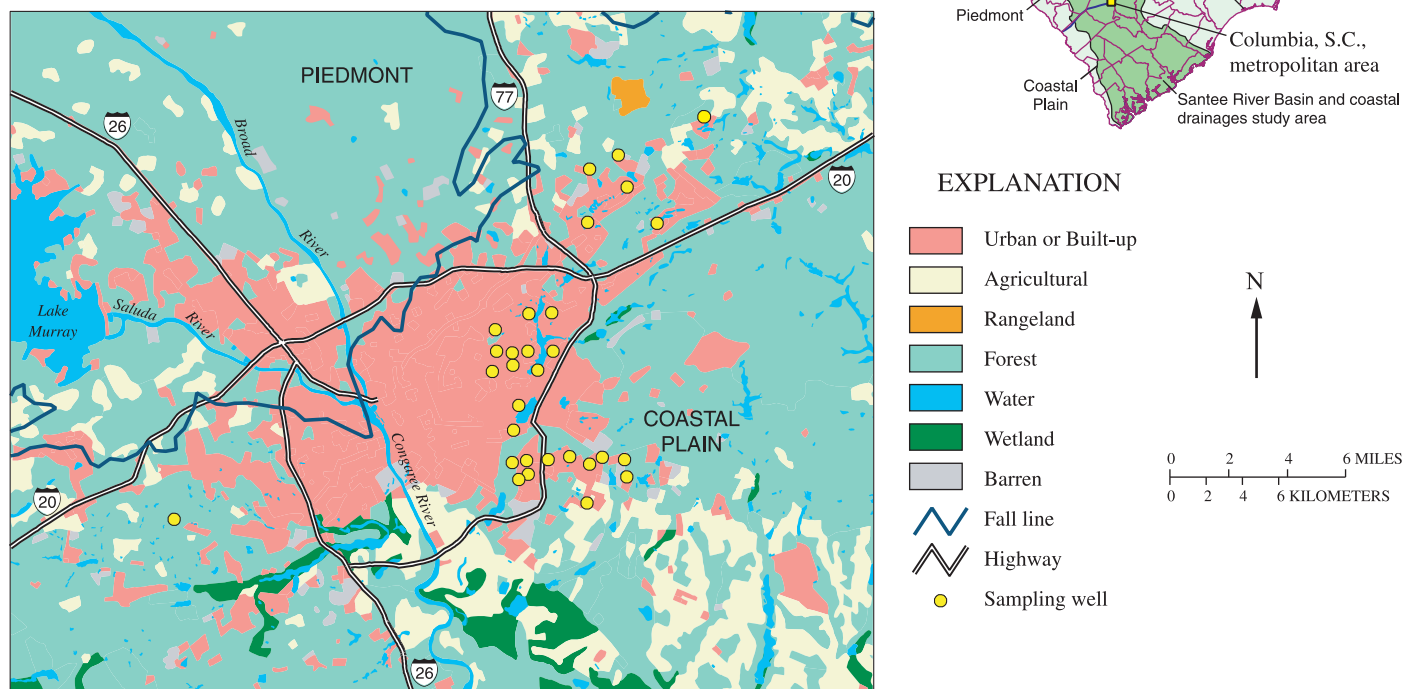 PIEDMONT
77
26
Broad
River
20
Lake
Murray
Saluda
River
COASTAL
PLAIN
Congaree River
20
26
Piedmont
Coastal
Plain
Columbia, S.C.,
metropolitan area
Santee River Basin and coastal
drainages study area
EXPLANATION
Urban or Built-up
Agricultural
Rangeland
Forest
Water
Wetland
Barren
Fall line
Highway
Sampling well
N
0 2 4 6 MILES
0 2 4 6 KILOMETERS